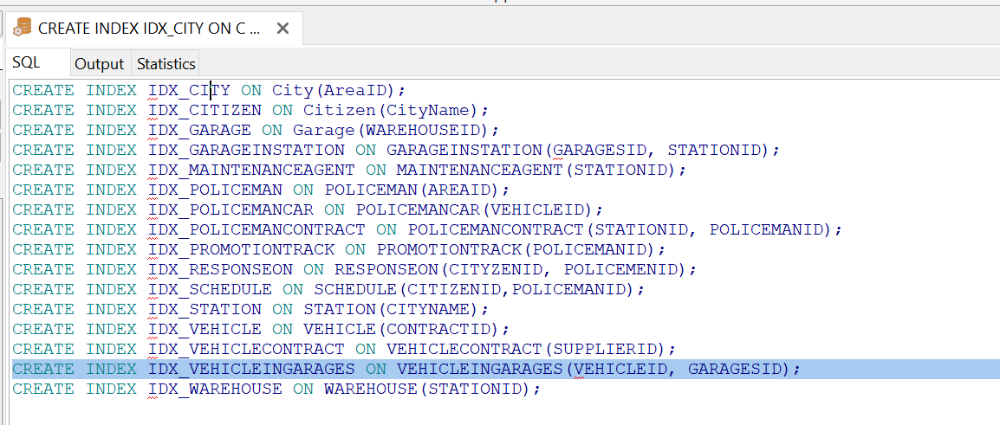 CREATE INDEX IDX_CITY ON C ...
SQL Output Statistics
CREATE INDEX IDX_CITY ON City(AreaID);
CREATE INDEX IDX_CITIZEN ON Citizen(CityName);
CREATE INDEX IDX_GARAGE ON Garage(WAREHOUSEID);
CREATE INDEX IDX_GARAGEINSTATION ON GARAGEINSTATION(GARAGESID, STATIONID);
CREATE INDEX IDX_MAINTENANCEAGENT ON MAINTENANCEAGENT(STATIONID);
CREATE INDEX IDX_POLICEMAN ON POLICEMAN(AREAID);
CREATE INDEX IDX_POLICEMANCAR ON POLICEMANCAR(VEHICLEID);
CREATE INDEX IDX_POLICEMANCONTRACT ON POLICEMANCONTRACT(STATIONID, POLICEMANID);
CREATE INDEX IDX_PROMOTIONTRACK ON PROMOTIONTRACK(POLICEMANID);
CREATE INDEX IDX_RESPONSEON ON RESPONSEON(CITYZENID, POLICEMENID);
CREATE INDEX IDX_SCHEDULE ON SCHEDULE(CITIZENID,POLICEMANID);
CREATE INDEX IDX_STATION ON STATION(CITYNAME);
CREATE INDEX IDX_VEHICLE ON VEHICLE(CONTRACTID);
CREATE INDEX IDX_VEHICLECONTRACT ON VEHICLECONTRACT(SUPPLIERID);
CREATE INDEX IDX_VEHICLEINGARAGES ON VEHICLEINGARAGES(VEHICLEID, GARAGESID);
CREATE INDEX IDX_WAREHOUSE ON WAREHOUSE(STATIONID);